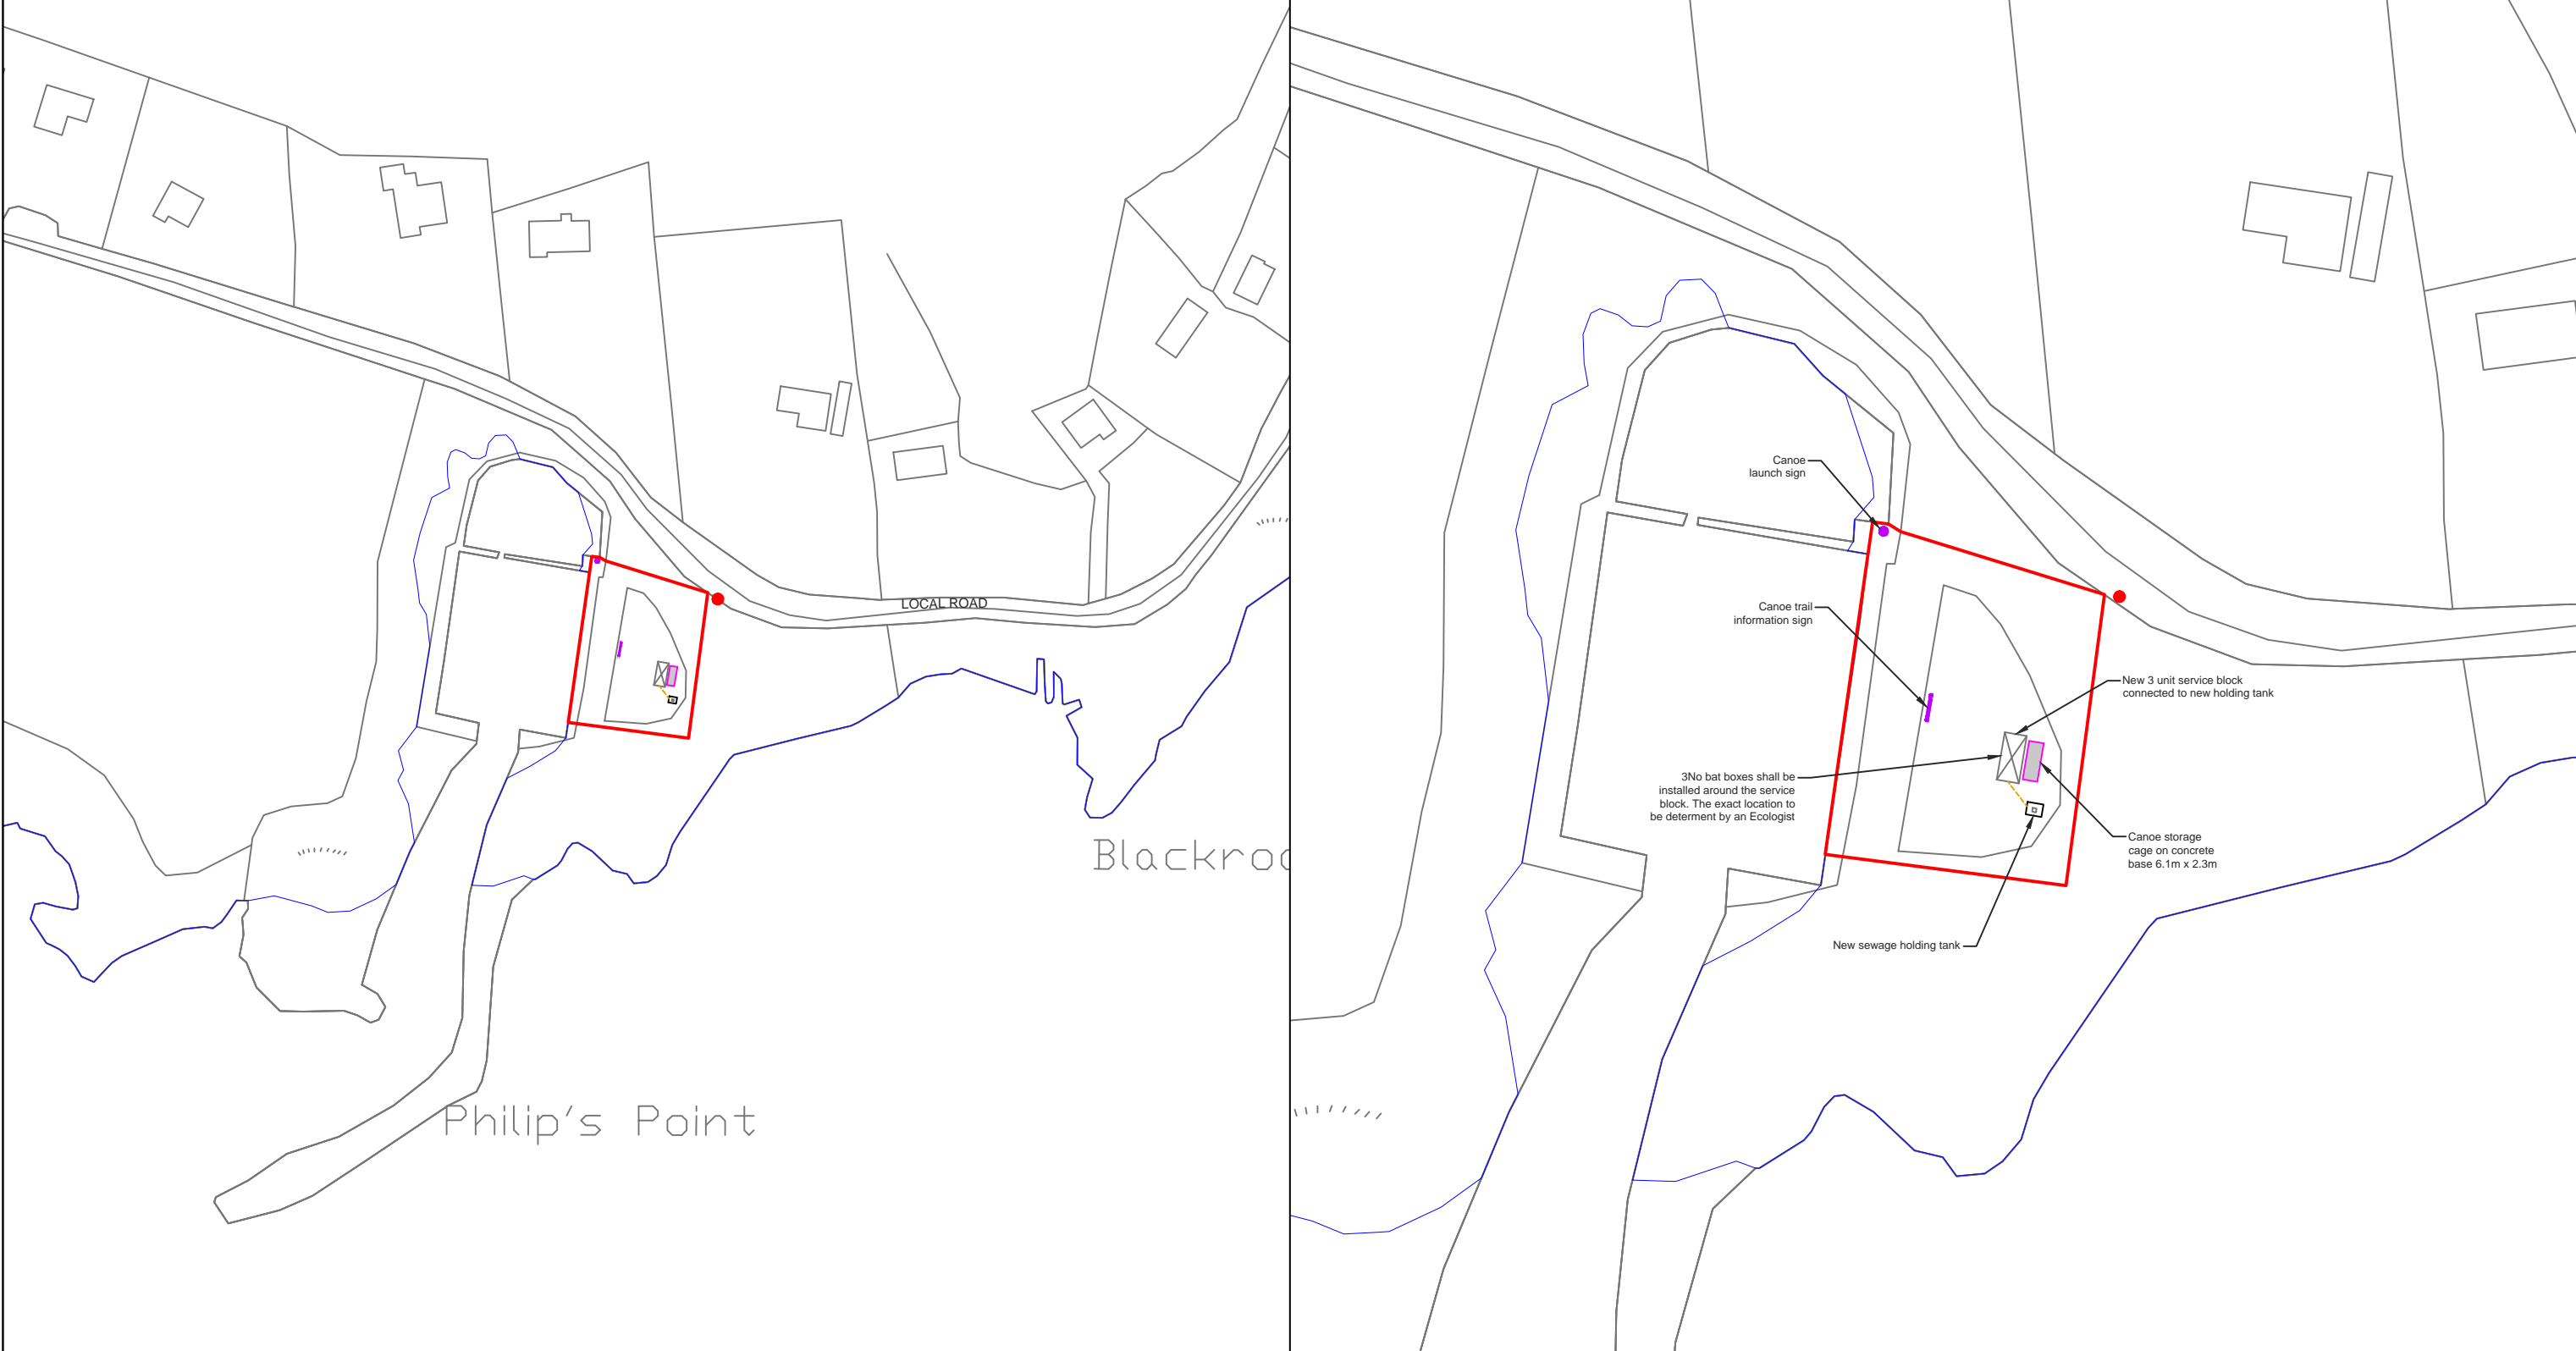 LOCAL ROAD
Philip's Point
Canoe
launch sign
Canoe trail
information sign
New 3 unit service block
connected to new holding tank
3No bat boxes shall be
installed around the service
block. The exact location to
be determent by an Ecologist
Canoe storage
cage on concrete
base 6.1m x 2.3m
New sewage holding tank